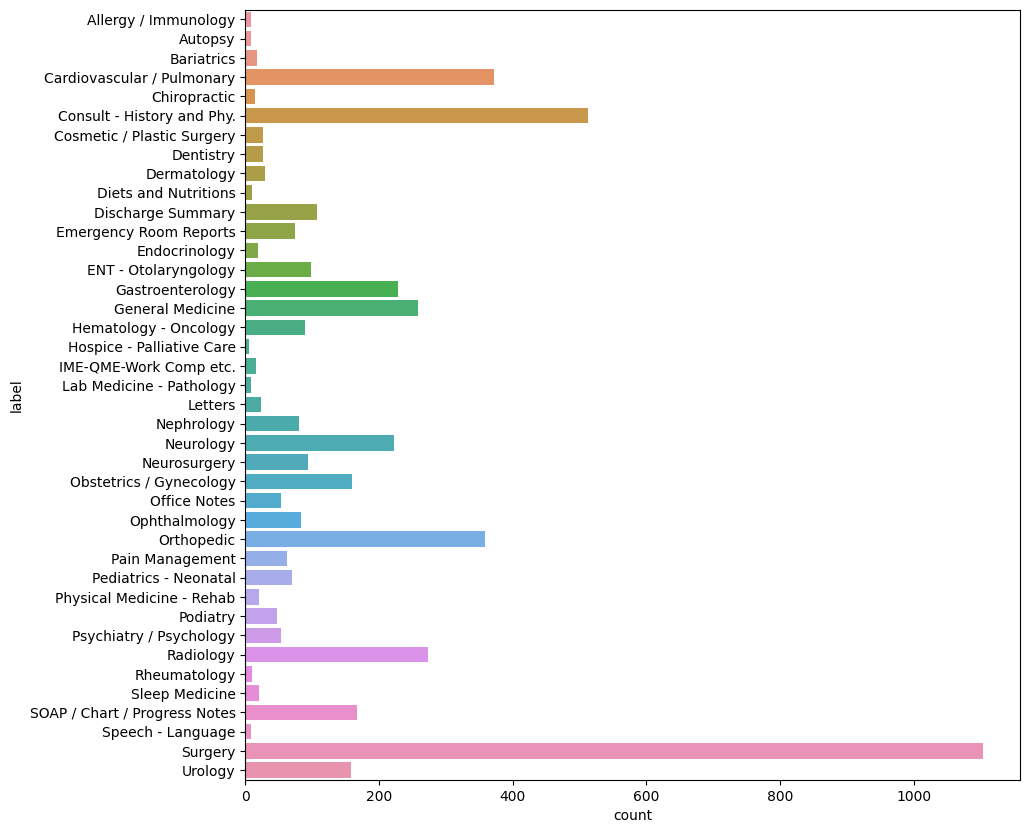 Allergy / Immunology
Autopsy
Bariatrics
Cardiovascular / Pulmonary
Chiropractic
Consult - History and Phy.
Cosmetic / Plastic Surgery
Dentistry
Dermatology
Diets and Nutritions
Discharge Summary
Emergency Room Reports
Endocrinology
ENT - Otolaryngology
Gastroenterology
General Medicine
Hematology - Oncology
Hospice - Palliative Care
IME-QME-Work Comp etc.
Lab Medicine - Pathology
Letters
Nephrology
Neurology
Neurosurgery
Obstetrics / Gynecology
Office Notes
Ophthalmology
Orthopedic
Pain Management
Pediatrics - Neonatal
Physical Medicine - Rehab
Podiatry
Psychiatry / Psychology
Radiology
Rheumatology
Sleep Medicine
SOAP / Chart / Progress Notes
Speech - Language
Surgery
Urology
label
0 200 400 600 800 1000
count